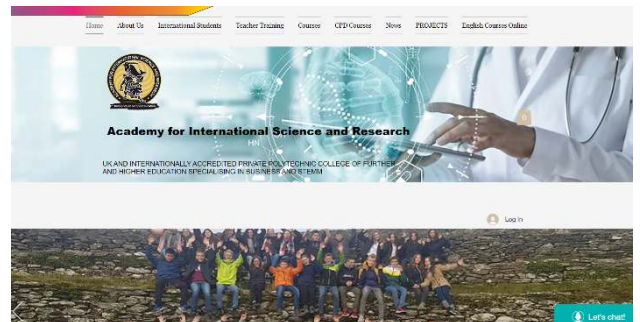 Home About Us International Students Teacher Training Courses CPD Courses News PROJECTS English Courses Online
Academy for International Science and Research
HN
UK AND INTERNATIONALLY ACCREDITED PRIVATE POLYTECHNIC COLLEGE OF FURTHER
AND HIGHER EDUCATION SPECIALISING IN BUSINESS AND STEMM
Log In
Let's chat!